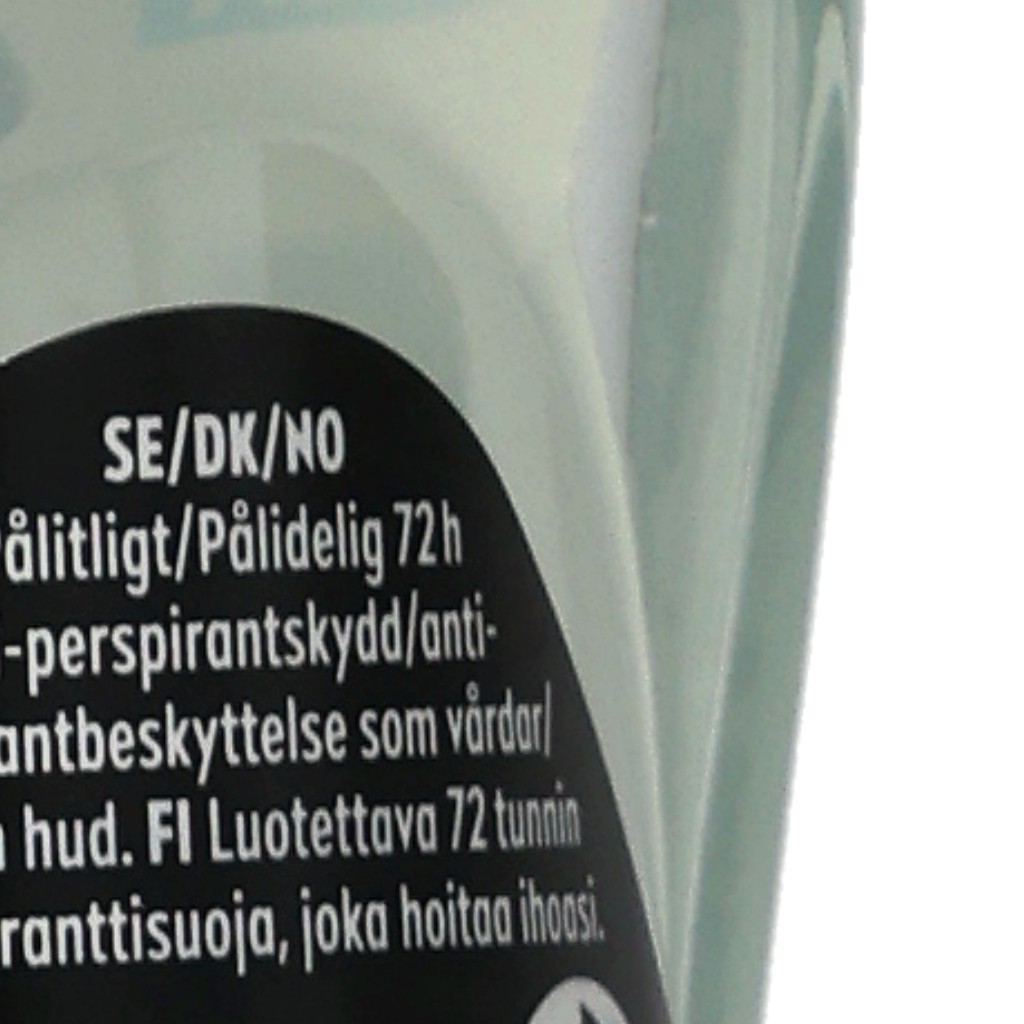 SE/DK/NO
ålitligt/Pålidelig 72h
-perspirantskydd/anti-
antbeskyttelse som vårdar/
hud. FI Luotettava 72 tunnin
ranttisuoja, joka hoitaa ihoasi.